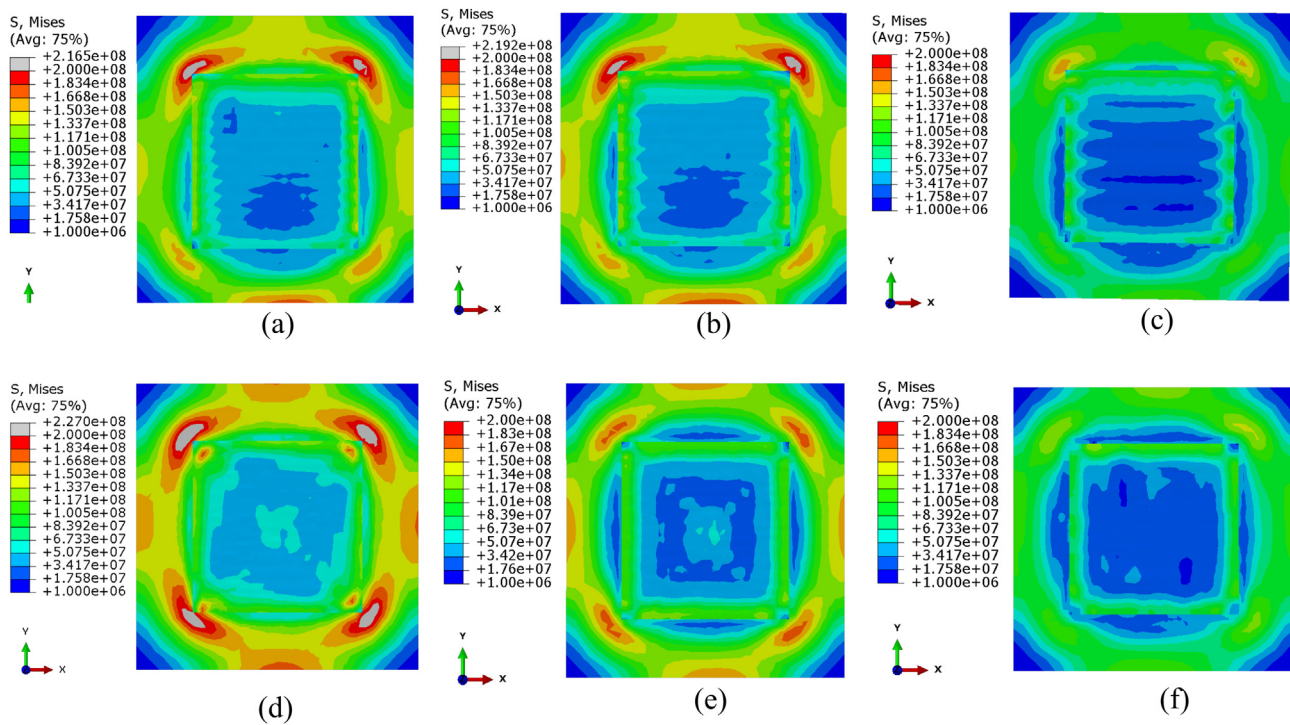 S, Mises
(Avg: 75%)
+2.165e+08
+2.000e+08
+1.834e+08
+1.668e+08
+1.503e+08
+1.337e+08
+1.171e+08
+1.005e+08
+8.392e+07
+6.733e+07
+5.075e+07
+3.417e+07
+1.758e+07
+1.000e+06
Y
(a)
S, Mises
(Avg: 75%)
+2.192e+08
+2.000e+08
+1.834e+08
+1.668e+08
+1.503e+08
+1.337e+08
+1.171e+08
+1.005e+08
+8.392e+07
+6.733e+07
+5.075e+07
+3.417e+07
+1.758e+07
+1.000e+06
Y
X
(b)
S, Mises
(Avg: 75%)
+2.000e+08
+1.834e+08
+1.668e+08
+1.503e+08
+1.337e+08
+1.171e+08
+1.005e+08
+8.392e+07
+6.733e+07
+5.075e+07
+3.417e+07
+1.758e+07
+1.000e+06
Y
X
(c)
S, Mises
(Avg: 75%)
+2.270e+08
+2.000e+08
+1.834e+08
+1.668e+08
+1.503e+08
+1.337e+08
+1.171e+08
+1.005e+08
+8.392e+07
+6.733e+07
+5.075e+07
+3.417e+07
+1.758e+07
+1.000e+06
Y
X
(d)
S, Mises
(Avg: 75%)
+2.00e+08
+1.83e+08
+1.67e+08
+1.50e+08
+1.34e+08
+1.17e+08
+1.01e+08
+8.39e+07
+6.73e+07
+5.07e+07
+3.42e+07
+1.76e+07
+1.00e+06
Y
X
(e)
S, Mises
(Avg: 75%)
+2.000e+08
+1.834e+08
+1.668e+08
+1.503e+08
+1.337e+08
+1.171e+08
+1.005e+08
+8.392e+07
+6.733e+07
+5.075e+07
+3.417e+07
+1.758e+07
+1.000e+06
Y
X
(f)